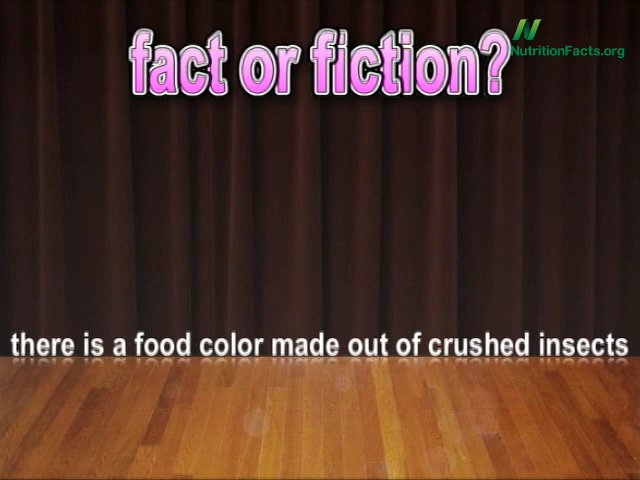 fact or fiction?
NutritionFacts.org
there is a food color made out of crushed insects